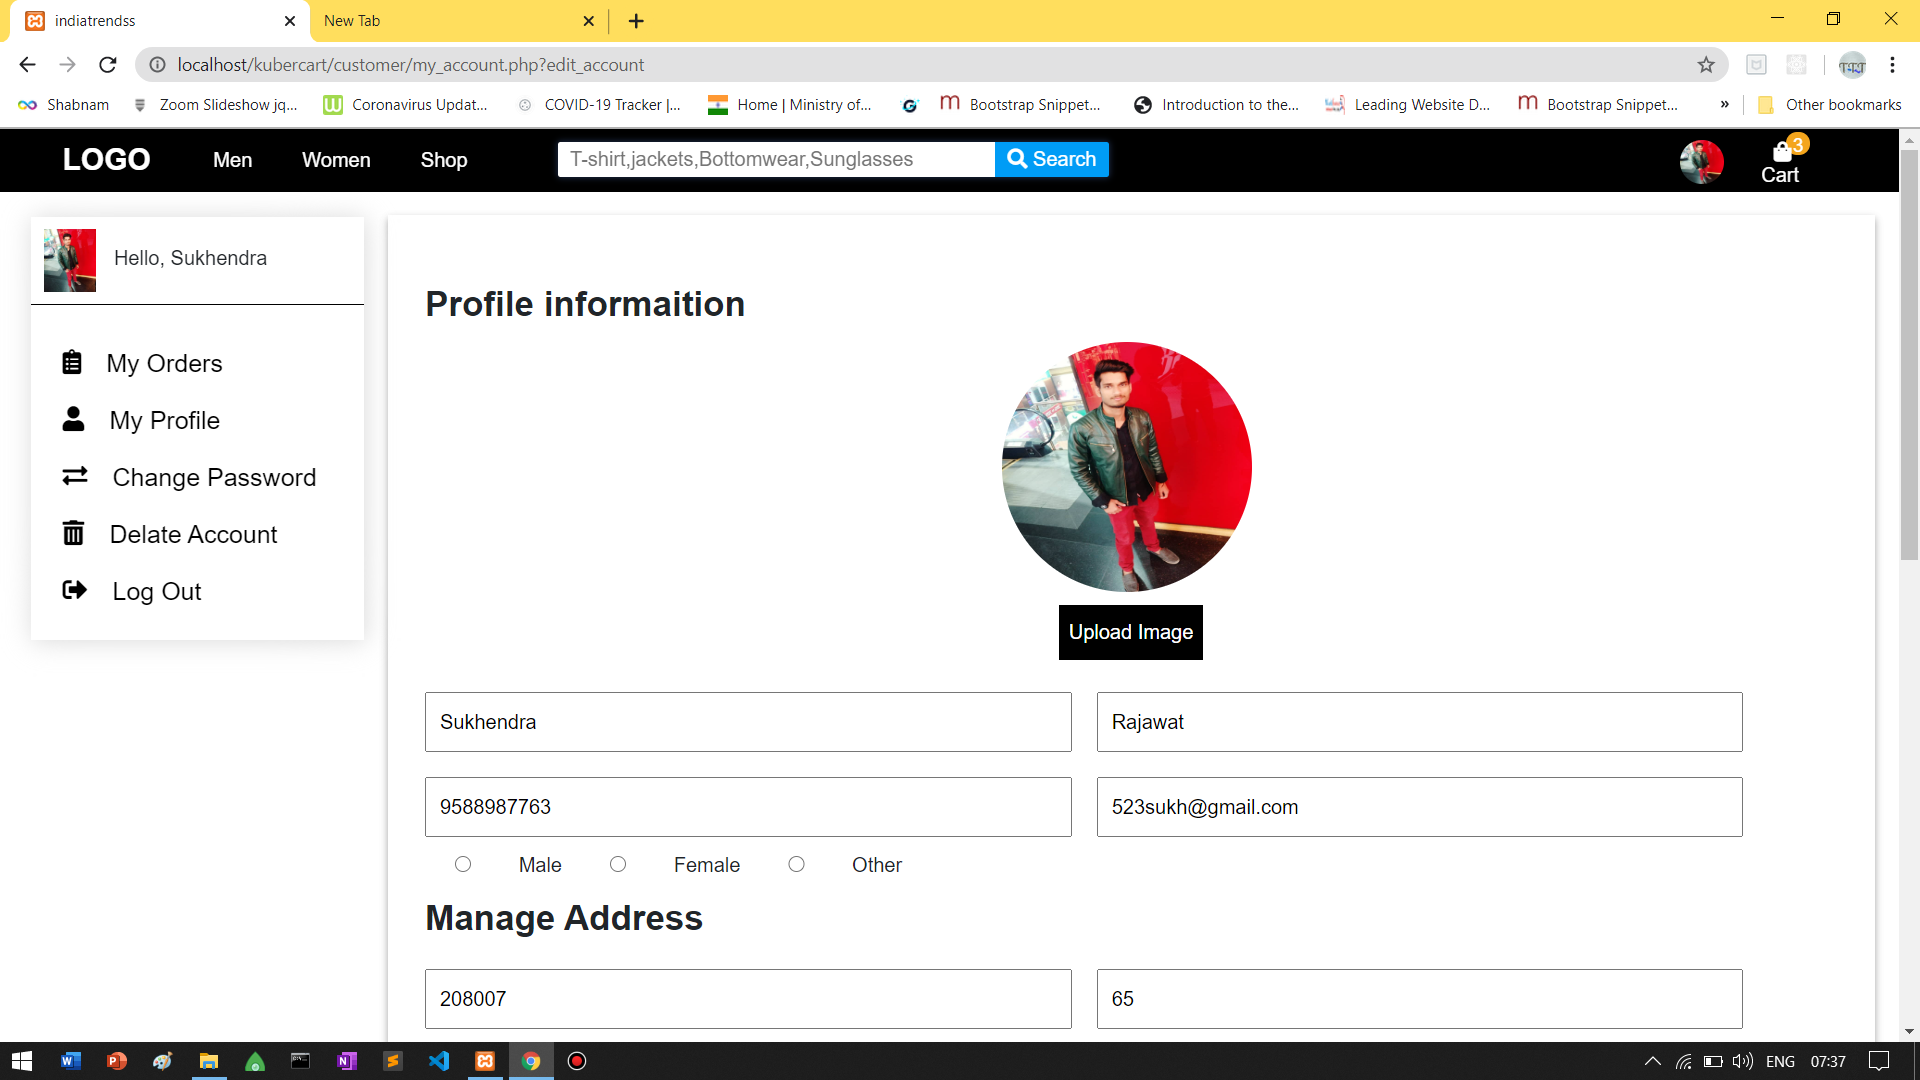 indiatrendss
New Tab
localhost/kubercart/customer/my_account.php?edit_account
Shabnam
Zoom Slideshow jq...
Coronavirus Updat...
COVID-19 Tracker |...
Home | Ministry of...
Bootstrap Snippet...
Introduction to the...
Leading Website D...
Bootstrap Snippet...
»
Other bookmarks
LOGO
Men
Women
Shop
T-shirt,jackets,Bottomwear,Sunglasses
Search
3
Cart
Hello, Sukhendra
My Orders
My Profile
Change Password
Delate Account
Log Out
Profile informaition
Upload Image
Sukhendra
Rajawat
9588987763
523sukh@gmail.com
Male
Female
Other
Manage Address
208007
65
ENG
07:37